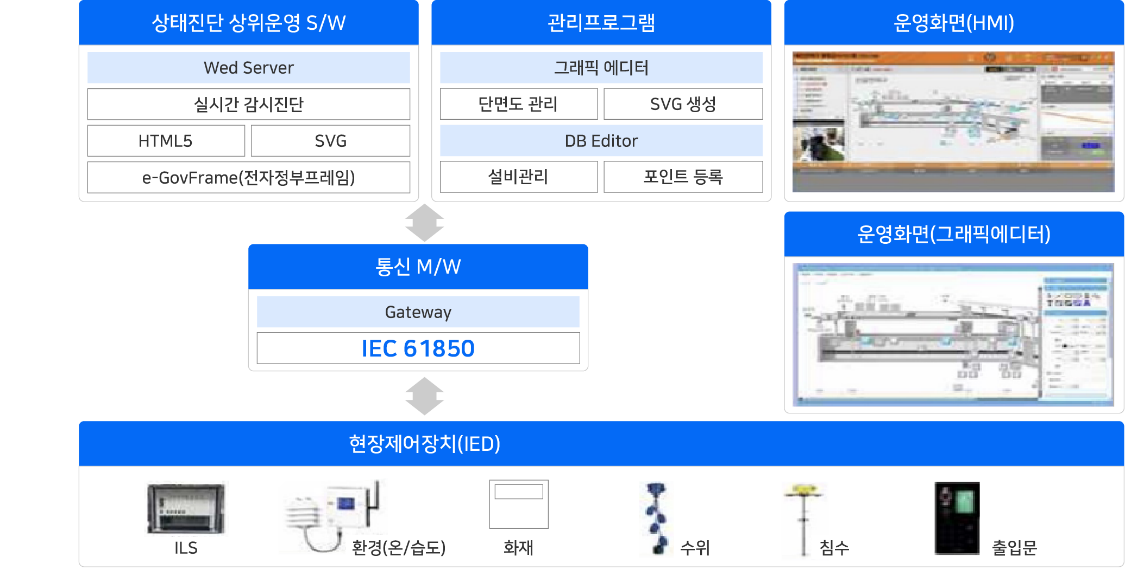 상태진단 상위운영 S/W
Wed Server
실시간 감시진단
HTML5
SVG
e-GovFrame(전자정부프레임)
관리프로그램
그래픽 에디터
단면도 관리
SVG 생성
DB Editor
설비관리
포인트 등록
운영화면(HMI)
운영화면(그래픽에디터)
통신 M/W
Gateway
IEC 61850
현장제어장치(IED)
ILS
환경(온/습도)
화재
수위
침수
출입문